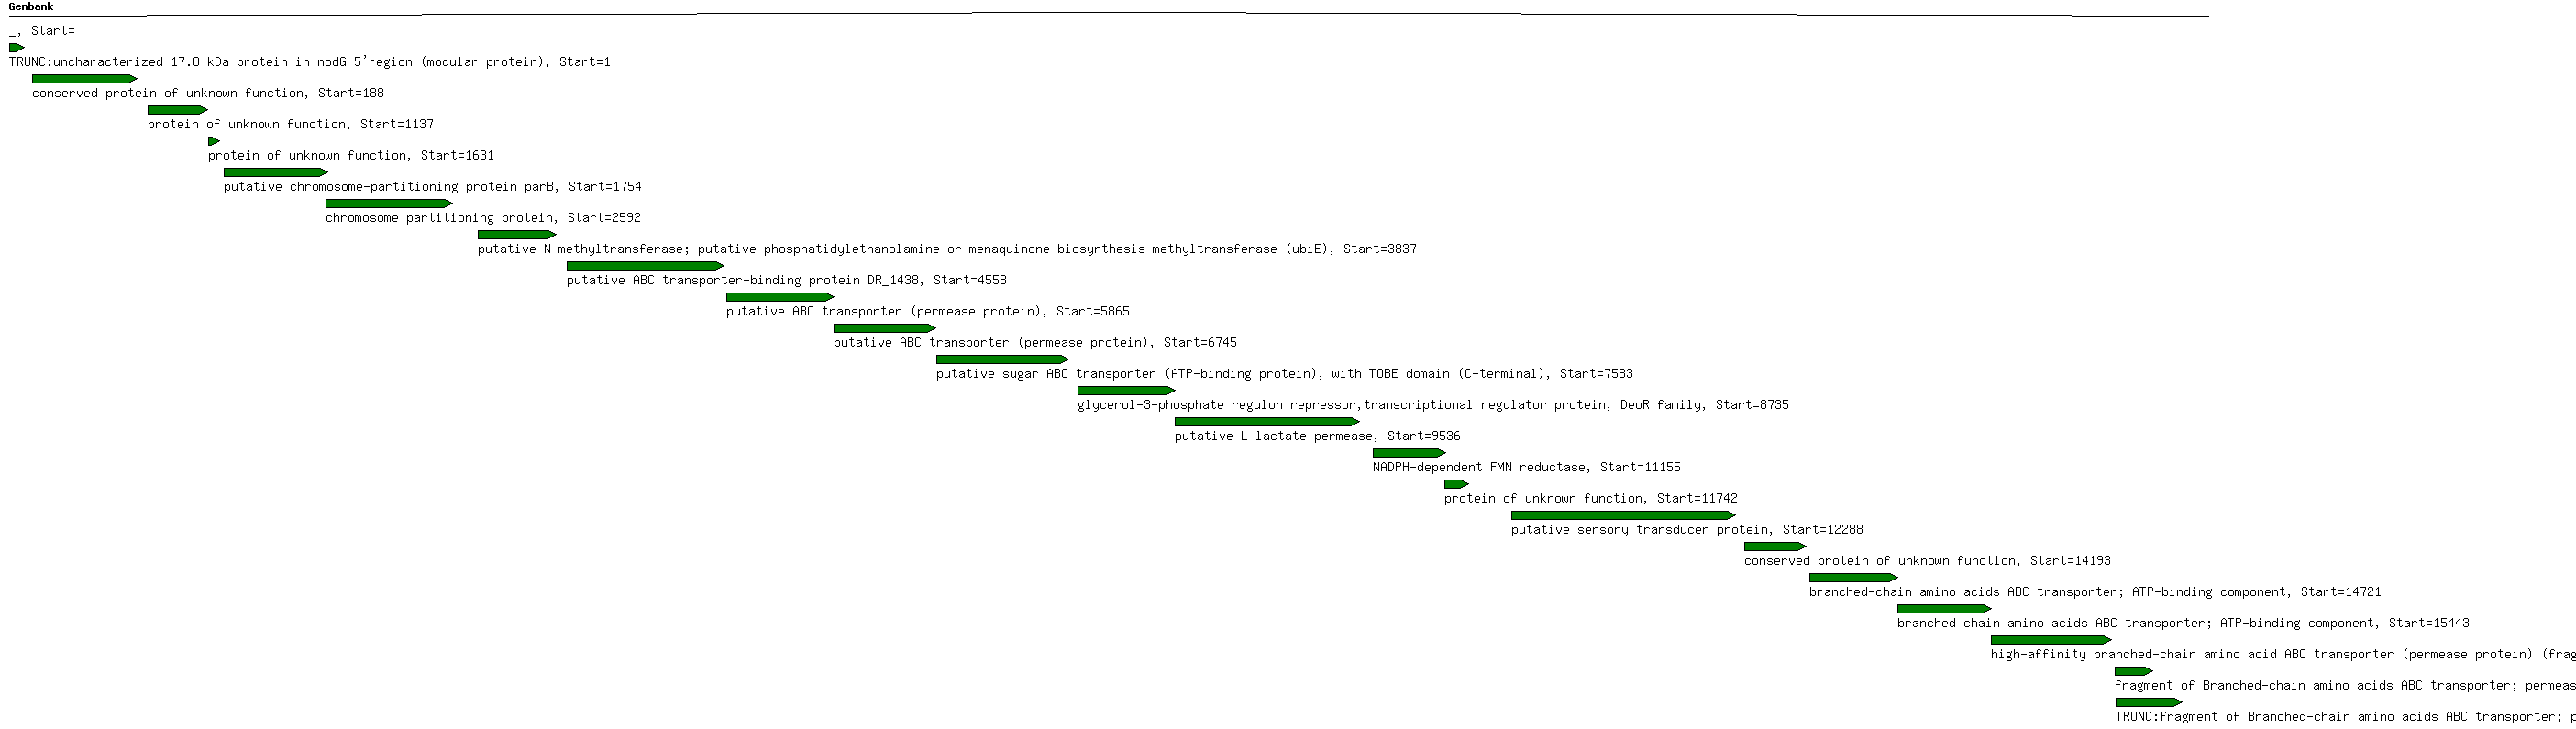 Genbank
_, Start=
TRUNC:uncharacterized 17.8 kDa protein in nodG 5'region (modular protein), Start=1
conserved protein of unknown function, Start=188
protein of unknown function, Start=1137
protein of unknown function, Start=1631
putative chromosome-partitioning protein parB, Start=1754
chromosome partitioning protein, Start=2592
putative N-methyltransferase; putative phosphatidylethanolamine or menaquinone biosynthesis methyltransferase (ubiE), Start=3837
putative ABC transporter-binding protein DR_1438, Start=4558
putative ABC transporter (permease protein), Start=5865
putative ABC transporter (permease protein), Start=6745
putative sugar ABC transporter (ATP-binding protein), with TOBE domain (C-terminal), Start=7583
glycerol-3-phosphate regulon repressor,transcriptional regulator protein, DeoR family, Start=8735
putative L-lactate permease, Start=9536
NADPH-dependent FMN reductase, Start=11155
protein of unknown function, Start=11742
putative sensory transducer protein, Start=12288
conserved protein of unknown function, Start=14193
branched-chain amino acids ABC transporter; ATP-binding component, Start=14721
branched chain amino acids ABC transporter; ATP-binding component, Start=15443
high-affinity branched-chain amino acid ABC transporter (permease protein) (frag
fragment of Branched-chain amino acids ABC transporter; permeas
TRUNC:fragment of Branched-chain amino acids ABC transporter; p